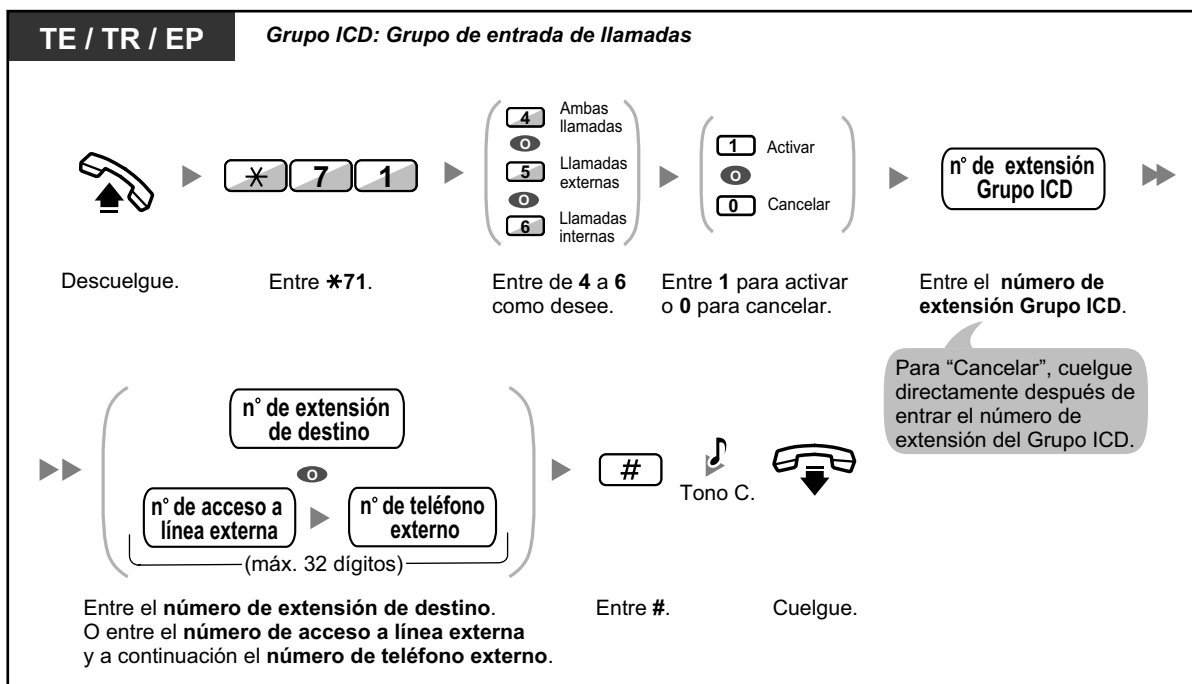 TE / TR / EP
Grupo ICD: Grupo de entrada de llamadas
* 7 1
4 Ambas
llamadas
O
5 Llamadas
externas
O
6 Llamadas
internas
1 Activar
O
0 Cancelar
n° de extensión
Grupo ICD
Descuelgue.
Entre *71.
Entre de 4 a 6
como desee.
Entre 1 para activar
o 0 para cancelar.
Entre el número de
extensión Grupo ICD.
Para “Cancelar”, cuelgue
directamente después de
entrar el número de
extensión del Grupo ICD.
n° de extensión
de destino
O
n° de acceso a
línea externa
n° de teléfono
externo
(máx. 32 dígitos)
#
Tono C.
Entre el número de extensión de destino.
O entre el número de acceso a línea externa
y a continuación el número de teléfono externo.
Entre #.
Cuelgue.